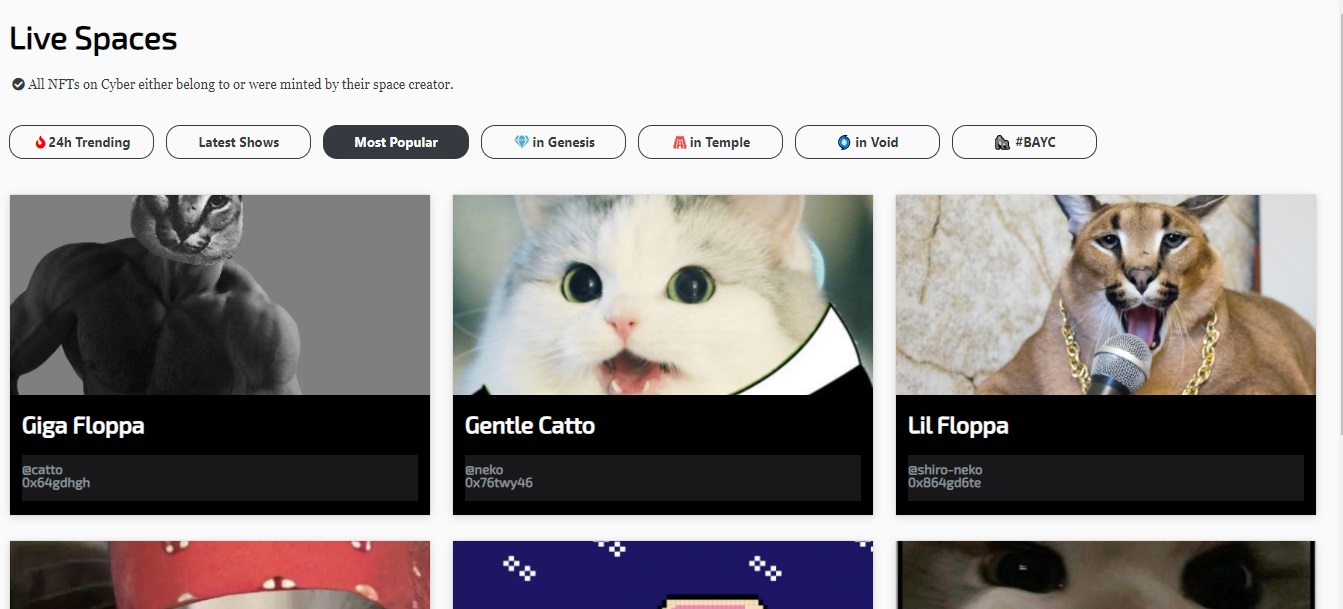 Live Spaces
All NFTs on Cyber either belong to or were minted by their space creator.
24h Trending
Latest Shows
Most Popular
in Genesis
in Temple
in Void
#BAYC
Giga Floppa
@catto
0x64gdhgh
Gentle Catto
@neko
0x76twy46
Lil Floppa
@shiro-neko
0x864gd6te